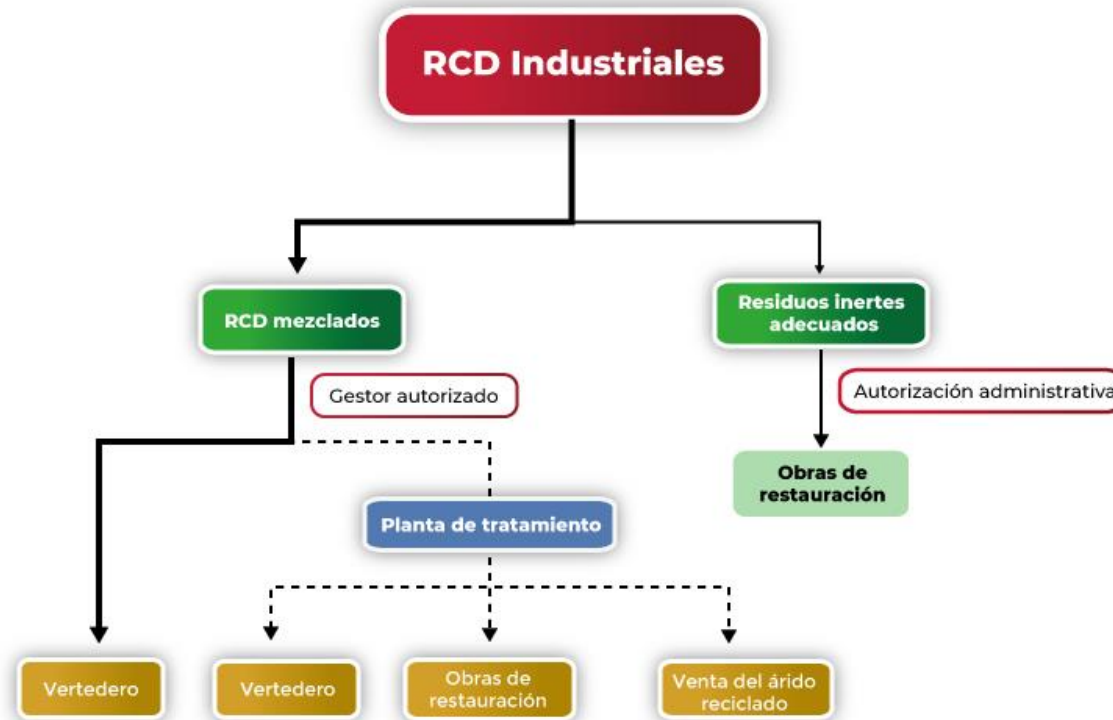 RCD Industriales
RCD mezclados
Residuos inertes
adecuados
Gestor autorizado
Autorización administrativa
Obras de
restauración
Planta de tratamiento
Vertedero
Vertedero
Obras de
restauración
Venta del árido
reciclado